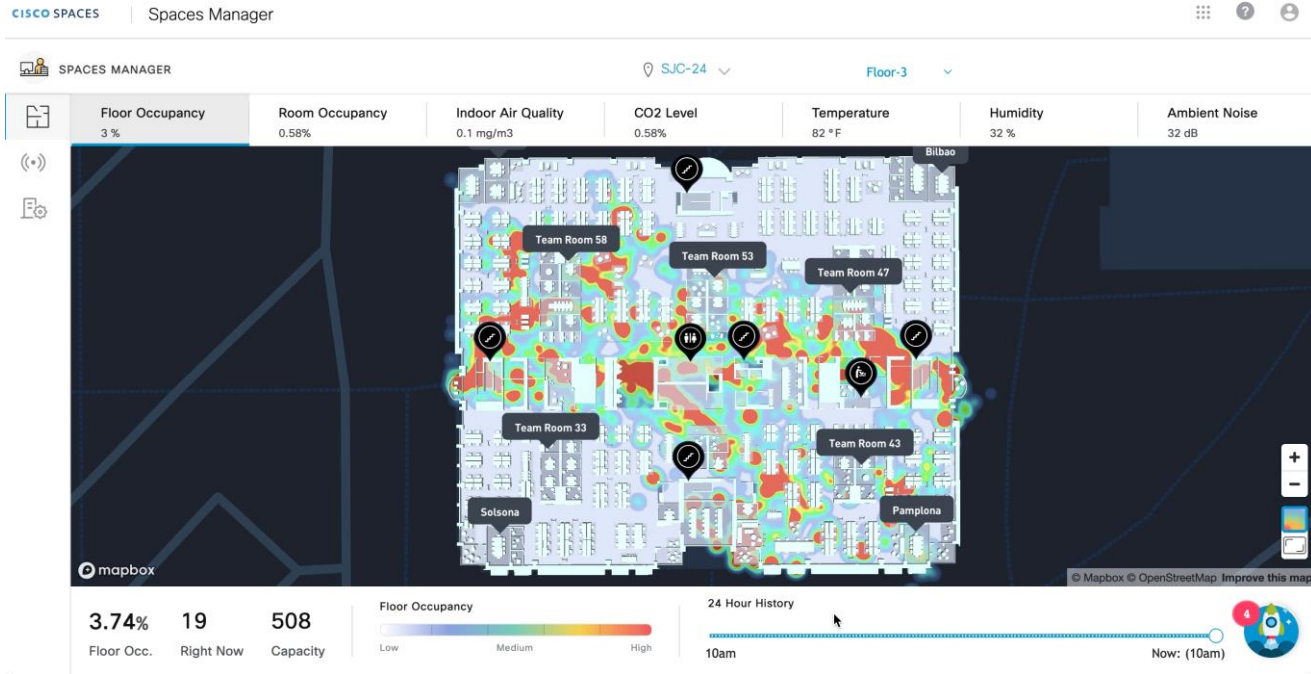 CISCO SPACES
Spaces Manager
SPACES MANAGER
SJC-24
Floor-3
Floor Occupancy
3 %
Room Occupancy
0.58%
Indoor Air Quality
0.1 mg/m3
CO2 Level
0.58%
Temperature
82 °F
Humidity
32 %
Ambient Noise
32 dB
Bilbao
Team Room 58
Team Room 53
Team Room 47
Team Room 33
Team Room 43
Solsona
Pamplona
mapbox
© Mapbox © OpenStreetMap Improve this map
3.74%
Floor Occ.
19
Right Now
508
Capacity
Floor Occupancy
Low
Medium
High
24 Hour History
10am
Now: (10am)
4